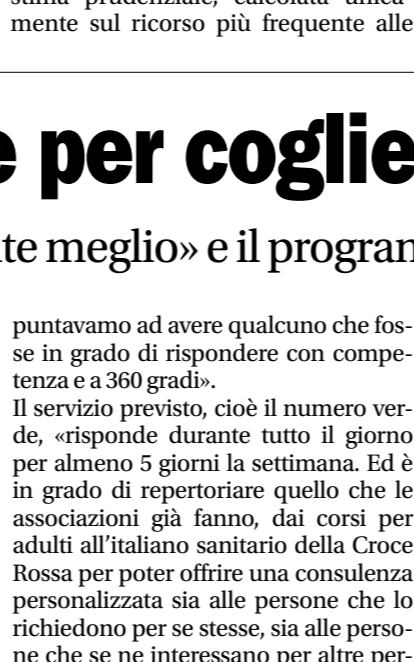 stima prudenziale, calcolata unica-
mente sul ricorso più frequente alle
e per coglie
te meglio» e il progran
puntavamo ad avere qualcuno che fos-
se in grado di rispondere con compe-
tenza e a 360 gradi».
Il servizio previsto, cioè il numero ver-
de, «risponde durante tutto il giorno
per almeno 5 giorni la settimana. Ed è
in grado di repertoriare quello che le
associazioni già fanno, dai corsi per
adulti all’italiano sanitario della Croce
Rossa per poter offrire una consulenza
personalizzata sia alle persone che lo
richiedono per se stesse, sia alle perso-
ne che se ne interessano per altre per-